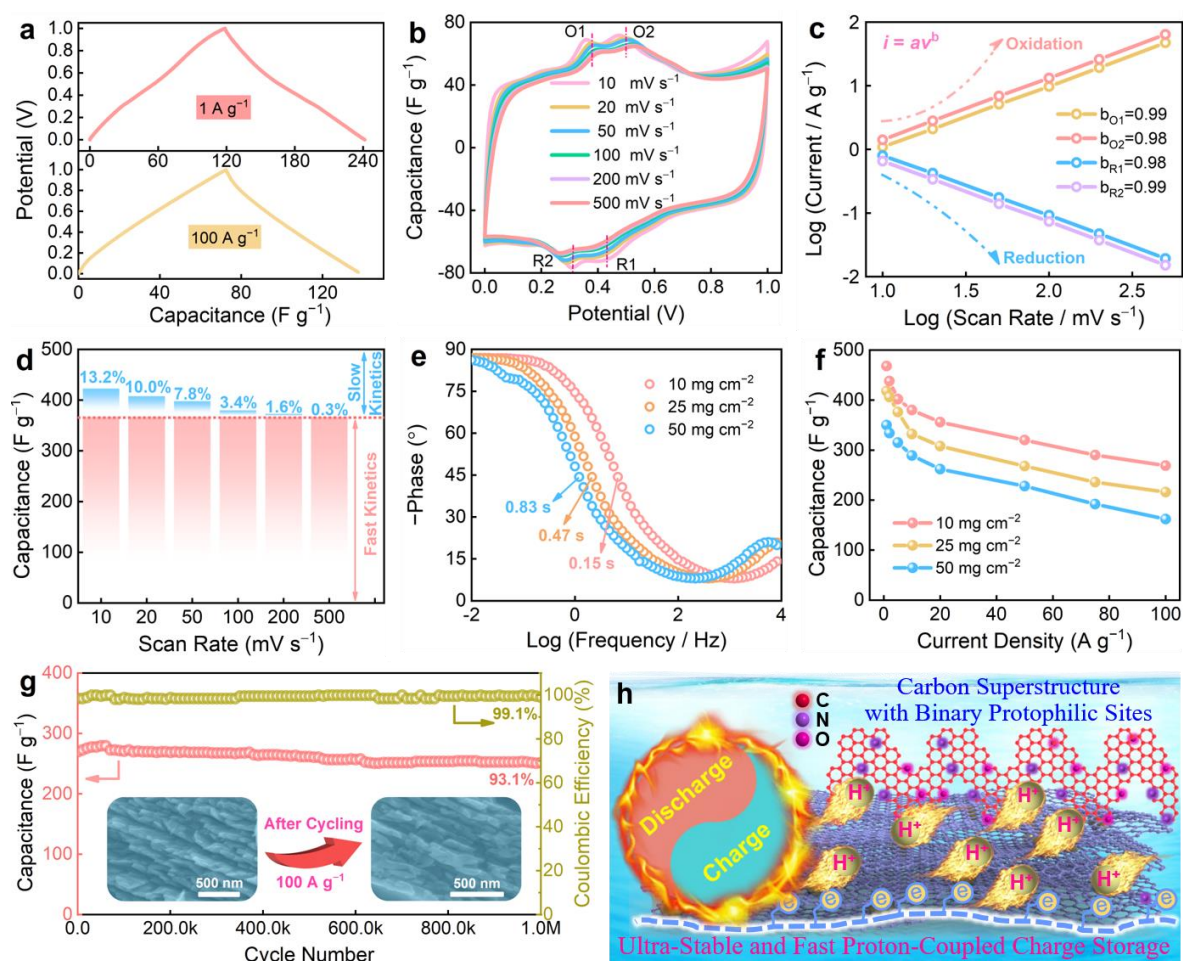 a
Potential (V)
1.0
0.8
0.6
0.4
0.2
0.0
1 A g⁻¹
0 60 120 180 240
1.0
0.8
0.6
0.4
0.2
0.0
100 A g⁻¹
0 40 80 120
Capacitance (F g⁻¹)
b
Capacitance (F g⁻¹)
80
40
0
−40
−80
O1 O2
10 mV s⁻¹
20 mV s⁻¹
50 mV s⁻¹
100 mV s⁻¹
200 mV s⁻¹
500 mV s⁻¹
R2 R1
0.0 0.2 0.4 0.6 0.8 1.0
Potential (V)
c
Log (Current / A g⁻¹)
2
1
0
-1
-2
i = av^b
Oxidation
b_O1=0.99
b_O2=0.98
b_R1=0.98
b_R2=0.99
Reduction
1.0 1.5 2.0 2.5
Log (Scan Rate / mV s⁻¹)
d
Capacitance (F g⁻¹)
500
400
300
200
100
0
13.2% 10.0% 7.8% 3.4% 1.6% 0.3%
Slow Kinetics
Fast Kinetics
10 20 50 100 200 500
Scan Rate (mV s⁻¹)
e
−Phase (°)
90
75
60
45
30
15
0
10 mg cm⁻²
25 mg cm⁻²
50 mg cm⁻²
0.83 s
0.47 s
0.15 s
-2 0 2 4
Log (Frequency / Hz)
f
Capacitance (F g⁻¹)
500
400
300
200
100
0
10 mg cm⁻²
25 mg cm⁻²
50 mg cm⁻²
0 20 40 60 80 100
Current Density (A g⁻¹)
g
Capacitance (F g⁻¹)
400
300
200
100
0
99.1%
93.1%
After Cycling
100 A g⁻¹
500 nm
500 nm
Coulombic Efficiency (%)
100
80
60
40
20
0
0 200.0k 400.0k 600.0k 800.0k 1.0M
Cycle Number
h
C
N
O
Carbon Superstructure
with Binary Protophilic Sites
Discharge
Charge
H⁺
H⁺
H⁺
H⁺
H⁺
H⁺
H⁺
H⁺
e e e e e e e
Ultra-Stable and Fast Proton-Coupled Charge Storage